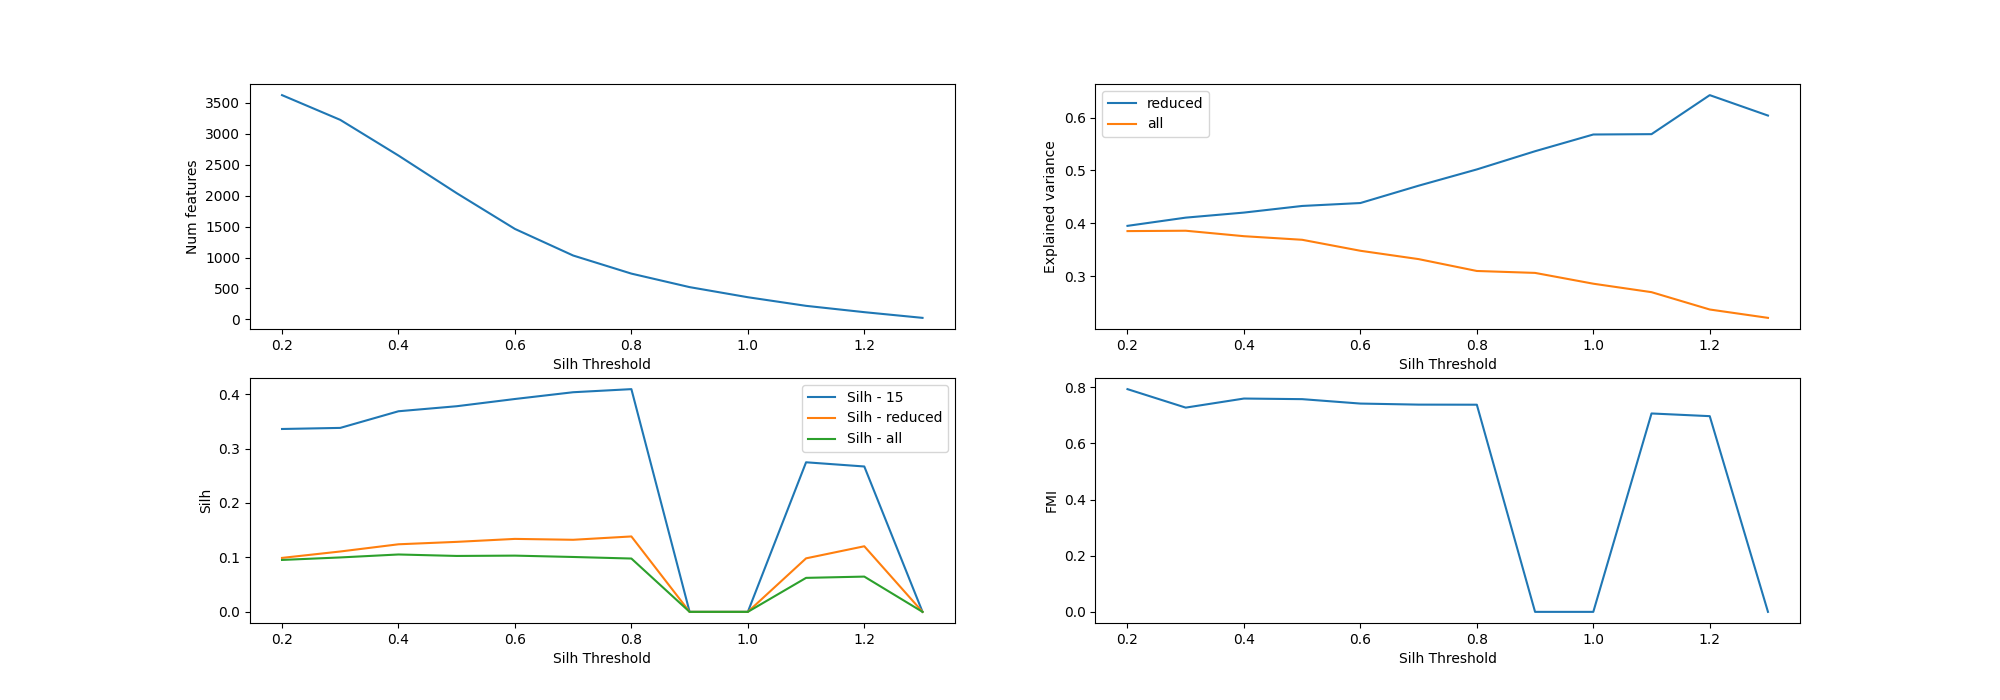 3500
3000
2500
2000
1500
1000
500
0
Num features
0.2 0.4 0.6 0.8 1.0 1.2
Silh Threshold
reduced
all
0.6
0.5
0.4
0.3
Explained variance
0.2 0.4 0.6 0.8 1.0 1.2
Silh Threshold
Silh - 15
Silh - reduced
Silh - all
0.4
0.3
0.2
0.1
0.0
Silh
0.2 0.4 0.6 0.8 1.0 1.2
Silh Threshold
0.8
0.6
0.4
0.2
0.0
FMI
0.2 0.4 0.6 0.8 1.0 1.2
Silh Threshold